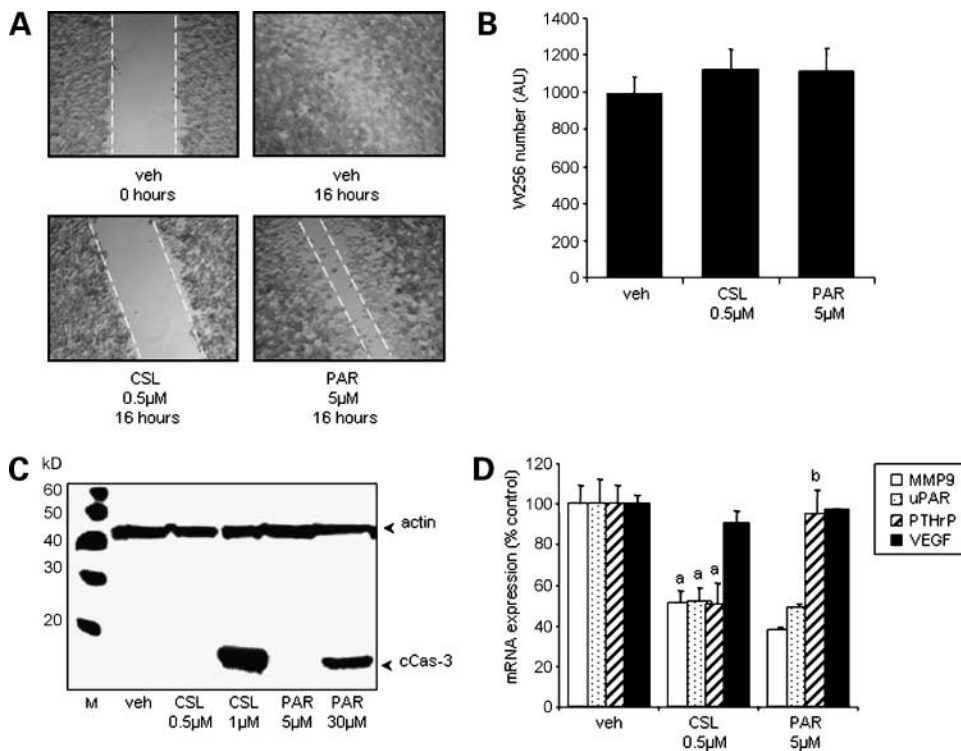 A
veh
0 hours
veh
16 hours
CSL
0.5µM
16 hours
PAR
5µM
16 hours
B
W256 number (AU)
1400
1200
1000
800
600
400
200
0
veh
CSL
0.5µM
PAR
5µM
C
kD
60
50
40
30
20
actin
cCas-3
M
veh
CSL
0.5µM
CSL
1µM
PAR
5µM
PAR
30µM
D
mRNA expression (% control)
120
100
80
60
40
20
0
a a a
b
veh
CSL
0.5µM
PAR
5µM
MMP9
uPAR
PTHrP
VEGF